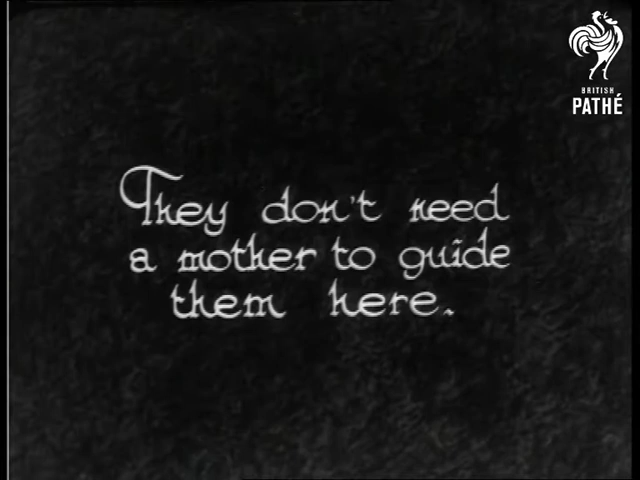 BRITISH
PATHÉ
They don't need
a mother to guide
them here.